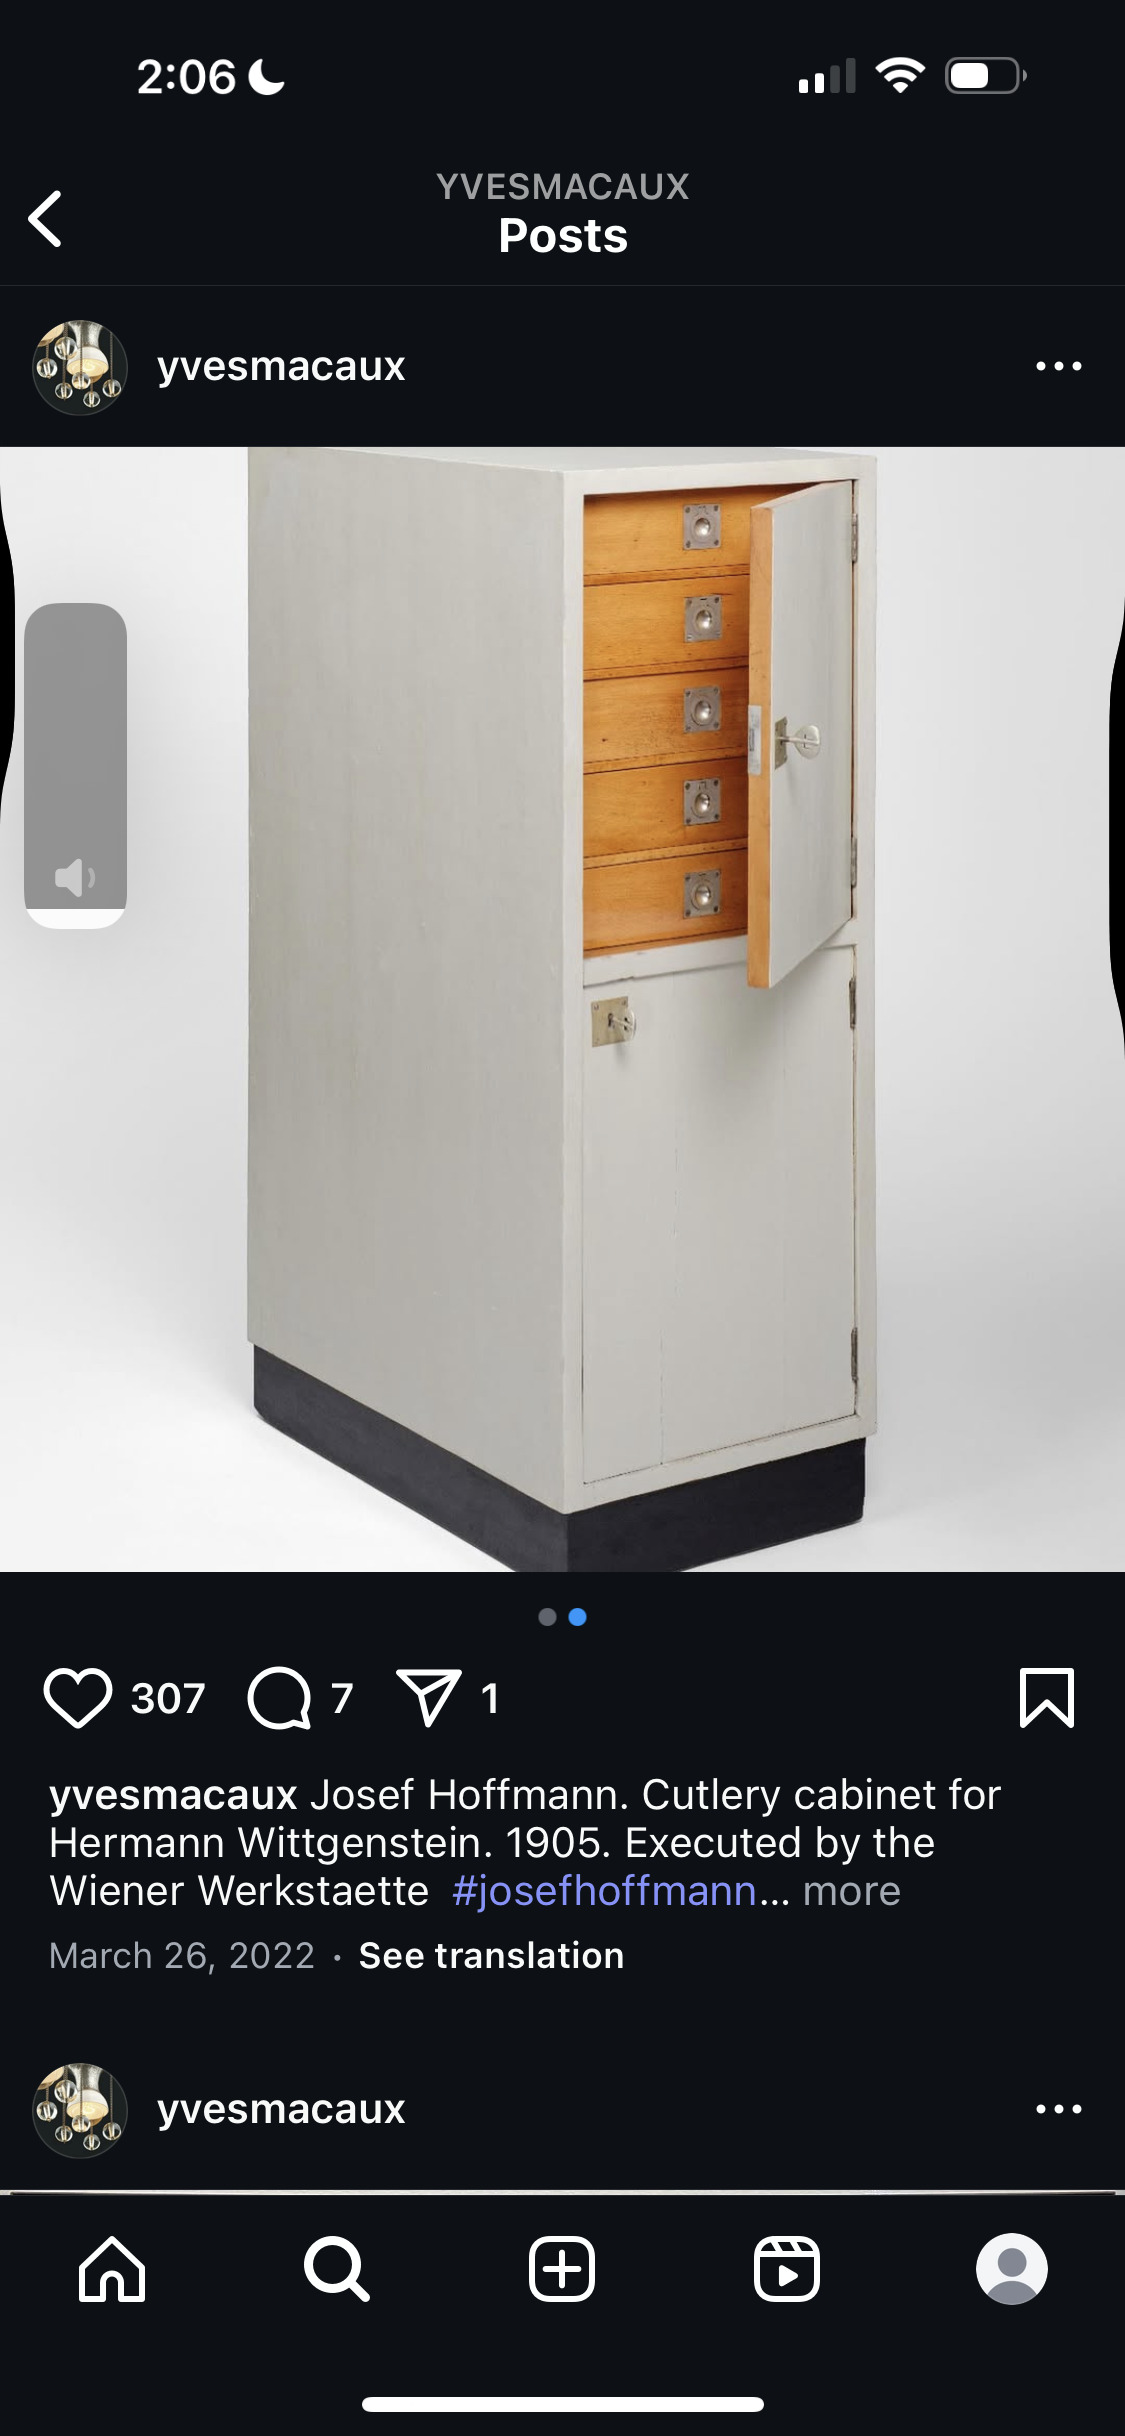 2:06
YVESMACAUX
Posts
yvesmacaux
307
7
1
yvesmacaux Josef Hoffmann. Cutlery cabinet for
Hermann Wittgenstein. 1905. Executed by the
Wiener Werkstaette #josefhoffmann... more
March 26, 2022 · See translation
yvesmacaux